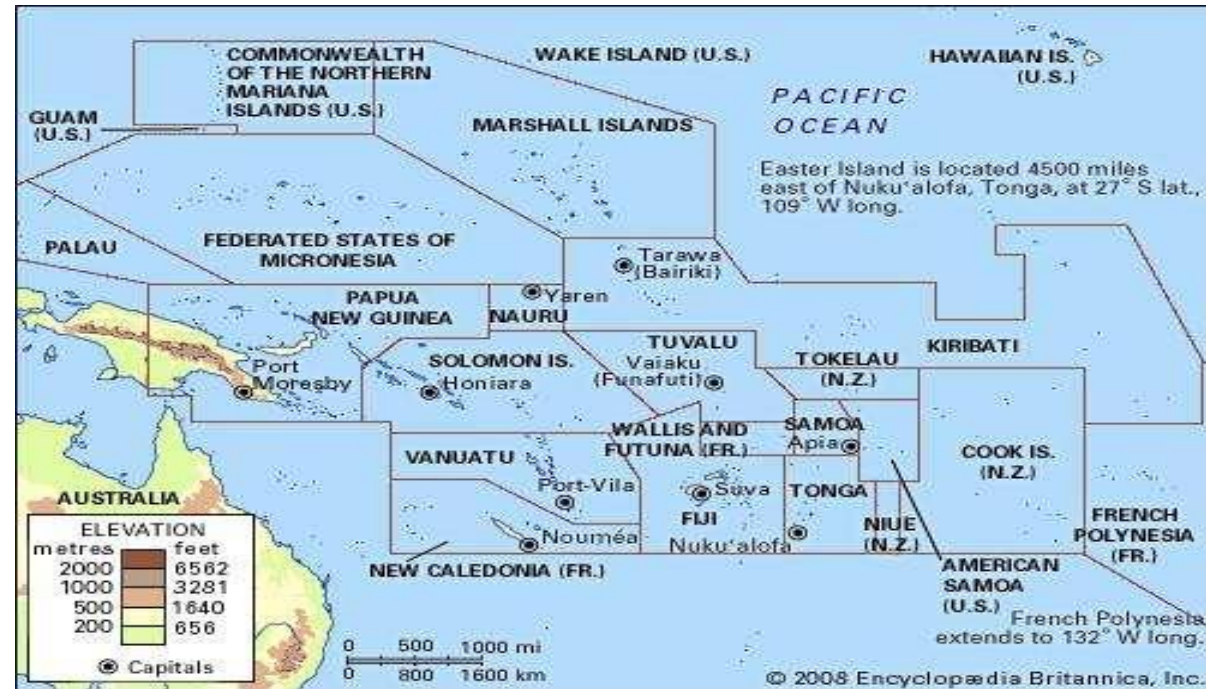 COMMONWEALTH
OF THE NORTHERN
MARIANA
ISLANDS (U.S.)
WAKE ISLAND (U.S.)
HAWAIIAN IS.
(U.S.)
GUAM
(U.S.)
MARSHALL ISLANDS
PACIFIC
OCEAN
Easter Island is located 4500 miles
east of Nukuʻalofa, Tonga, at 27° S lat.,
109° W long.
PALAU
FEDERATED STATES OF
MICRONESIA
Tarawa
(Bairiki)
PAPUA
NEW GUINEA
Yaren
NAURU
KIRIBATI
Port
Moresby
SOLOMON IS.
Honiara
TUVALU
Vaiaku
(Funafuti)
TOKELAU
(N.Z.)
WALLIS AND
FUTUNA (FR.)
SAMOA
Apia
COOK IS.
(N.Z.)
VANUATU
Port-Vila
Suva
FIJI
TONGA
Nukuʻalofa
NIUE
(N.Z.)
FRENCH
POLYNESIA
(FR.)
AUSTRALIA
Nouméa
NEW CALEDONIA (FR.)
AMERICAN
SAMOA
(U.S.)
French Polynesia
extends to 132° W long.
ELEVATION
metres feet
2000 6562
1000 3281
500 1640
200 656
Capitals
0 500 1000 mi
0 800 1600 km
© 2008 Encyclopædia Britannica, Inc.